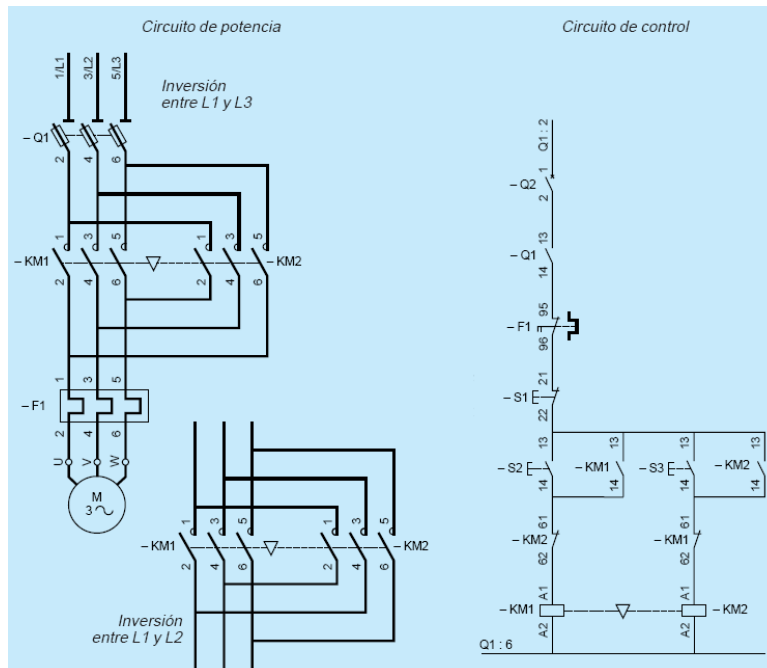 Circuito de potencia
Circuito de control
1/L1
3/L2
5/L3
Inversión
entre L1 y L3
– Q1
2
4
6
1
3
5
1
3
5
– KM1
– KM2
2
4
6
2
4
6
1
3
5
– F1
2
4
6
U
V
W
M
3
1
3
5
1
3
5
– KM1
– KM2
2
4
6
2
4
6
Inversión
entre L1 y L2
Q1 : 2
1
– Q2
2
13
– Q1
14
95
– F1
96
21
– S1
22
13
13
13
13
– S2
– KM1
– S3
– KM2
14
14
14
14
61
61
– KM2
– KM1
62
62
A1
A1
– KM1
– KM2
A2
A2
Q1 : 6